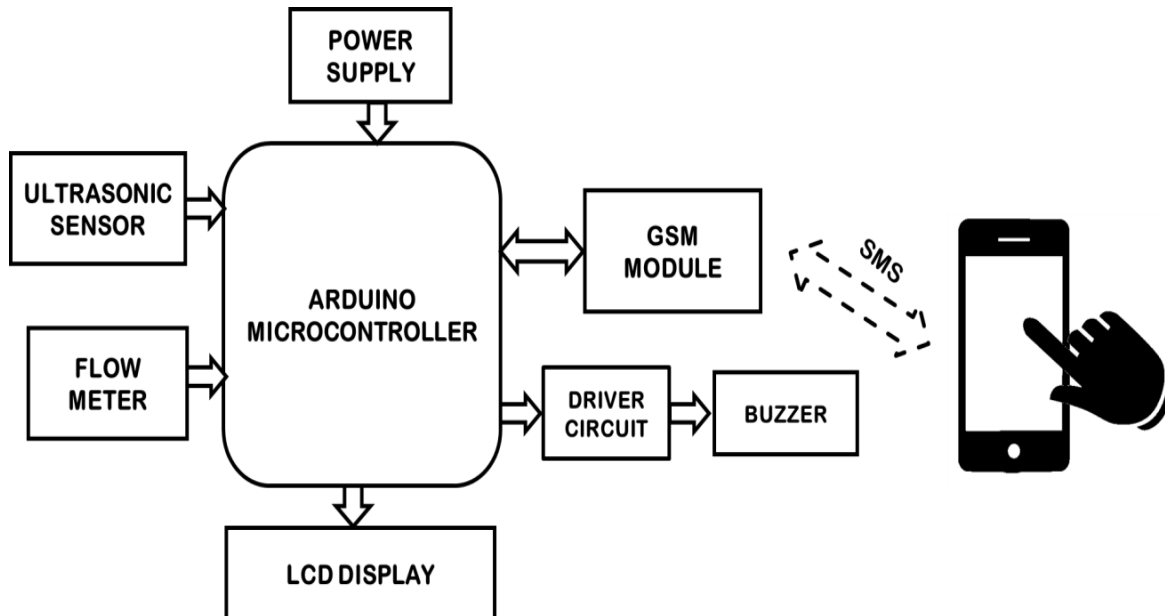 POWER
SUPPLY
ULTRASONIC
SENSOR
FLOW
METER
ARDUINO
MICROCONTROLLER
GSM
MODULE
SMS
DRIVER
CIRCUIT
BUZZER
LCD DISPLAY